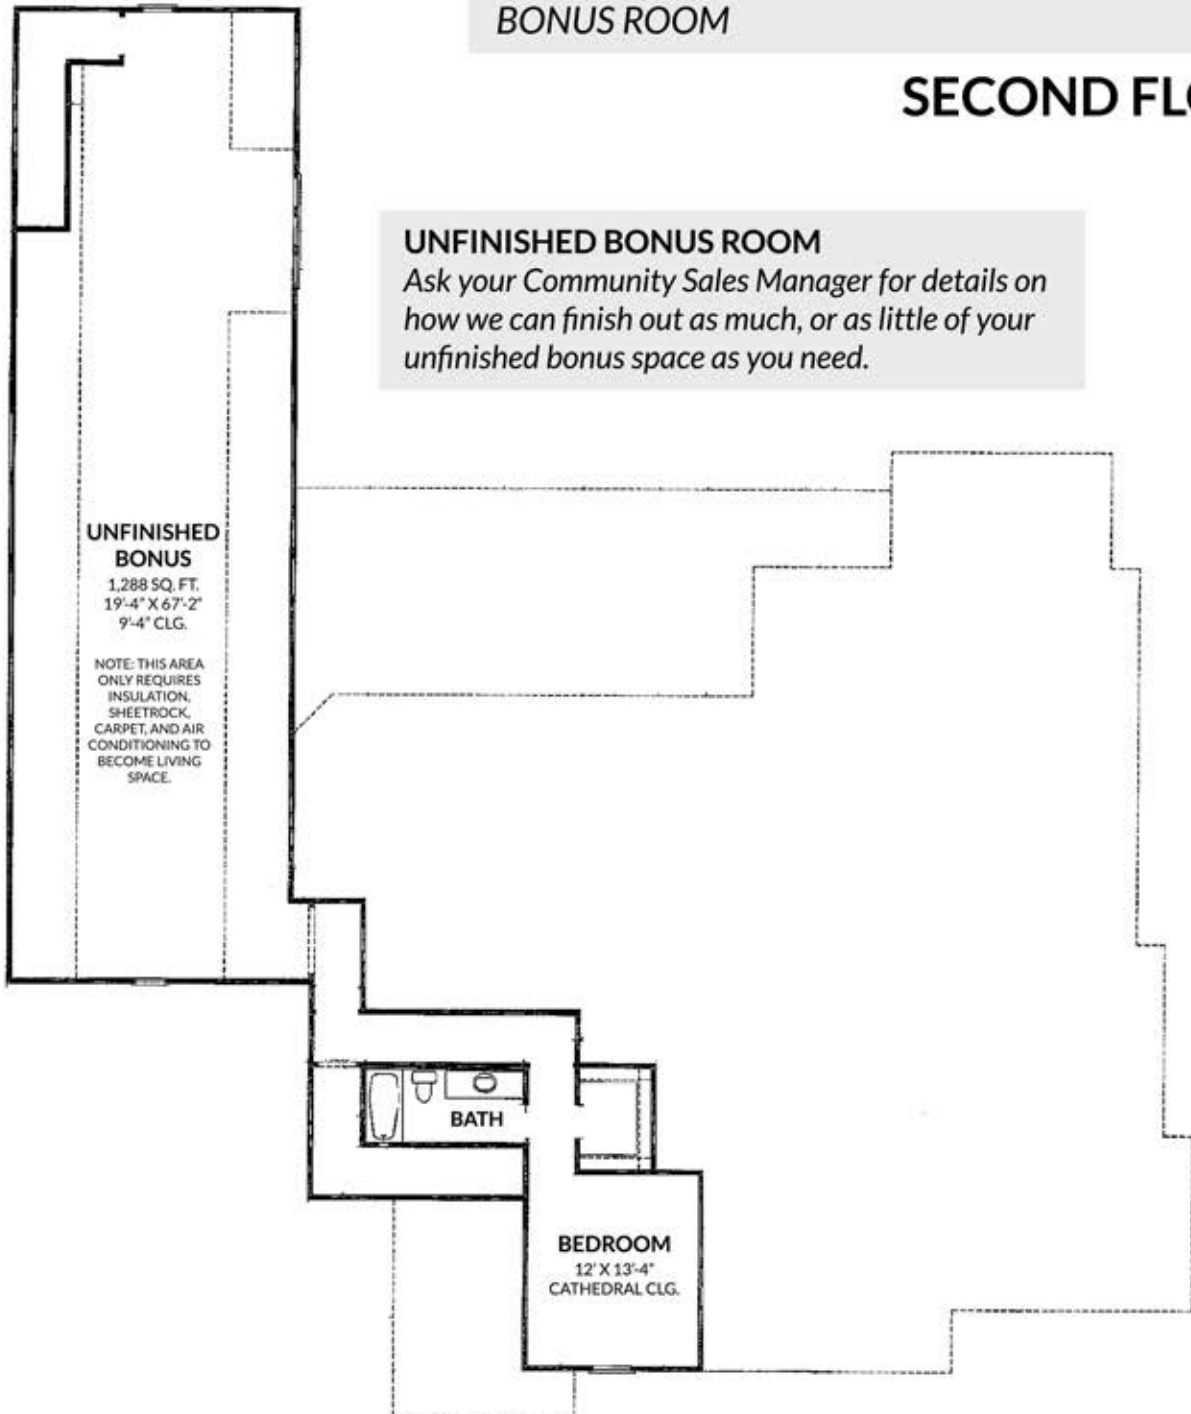 BONUS ROOM
SECOND FLO
UNFINISHED BONUS ROOM
Ask your Community Sales Manager for details on
how we can finish out as much, or as little of your
unfinished bonus space as you need.
UNFINISHED
BONUS
1,288 SQ. FT.
19'-4" X 67'-2"
9'-4" CLG.
NOTE: THIS AREA
ONLY REQUIRES
INSULATION,
SHEETROCK,
CARPET, AND AIR
CONDITIONING TO
BECOME LIVING
SPACE.
BATH
BEDROOM
12' X 13'-4"
CATHEDRAL CLG.